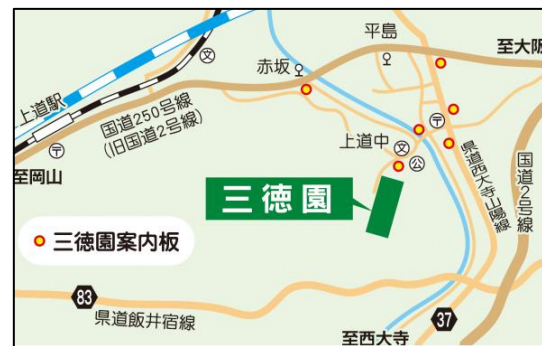 平島
至大阪
赤坂
上道駅
文
国道250号線
(旧国道2号線)
〒
〒
至岡山
上道中
文
公
県道西大寺山陽線
国道2号線
三徳園
三徳園案内板
83
県道飯井宿線
37
至西大寺